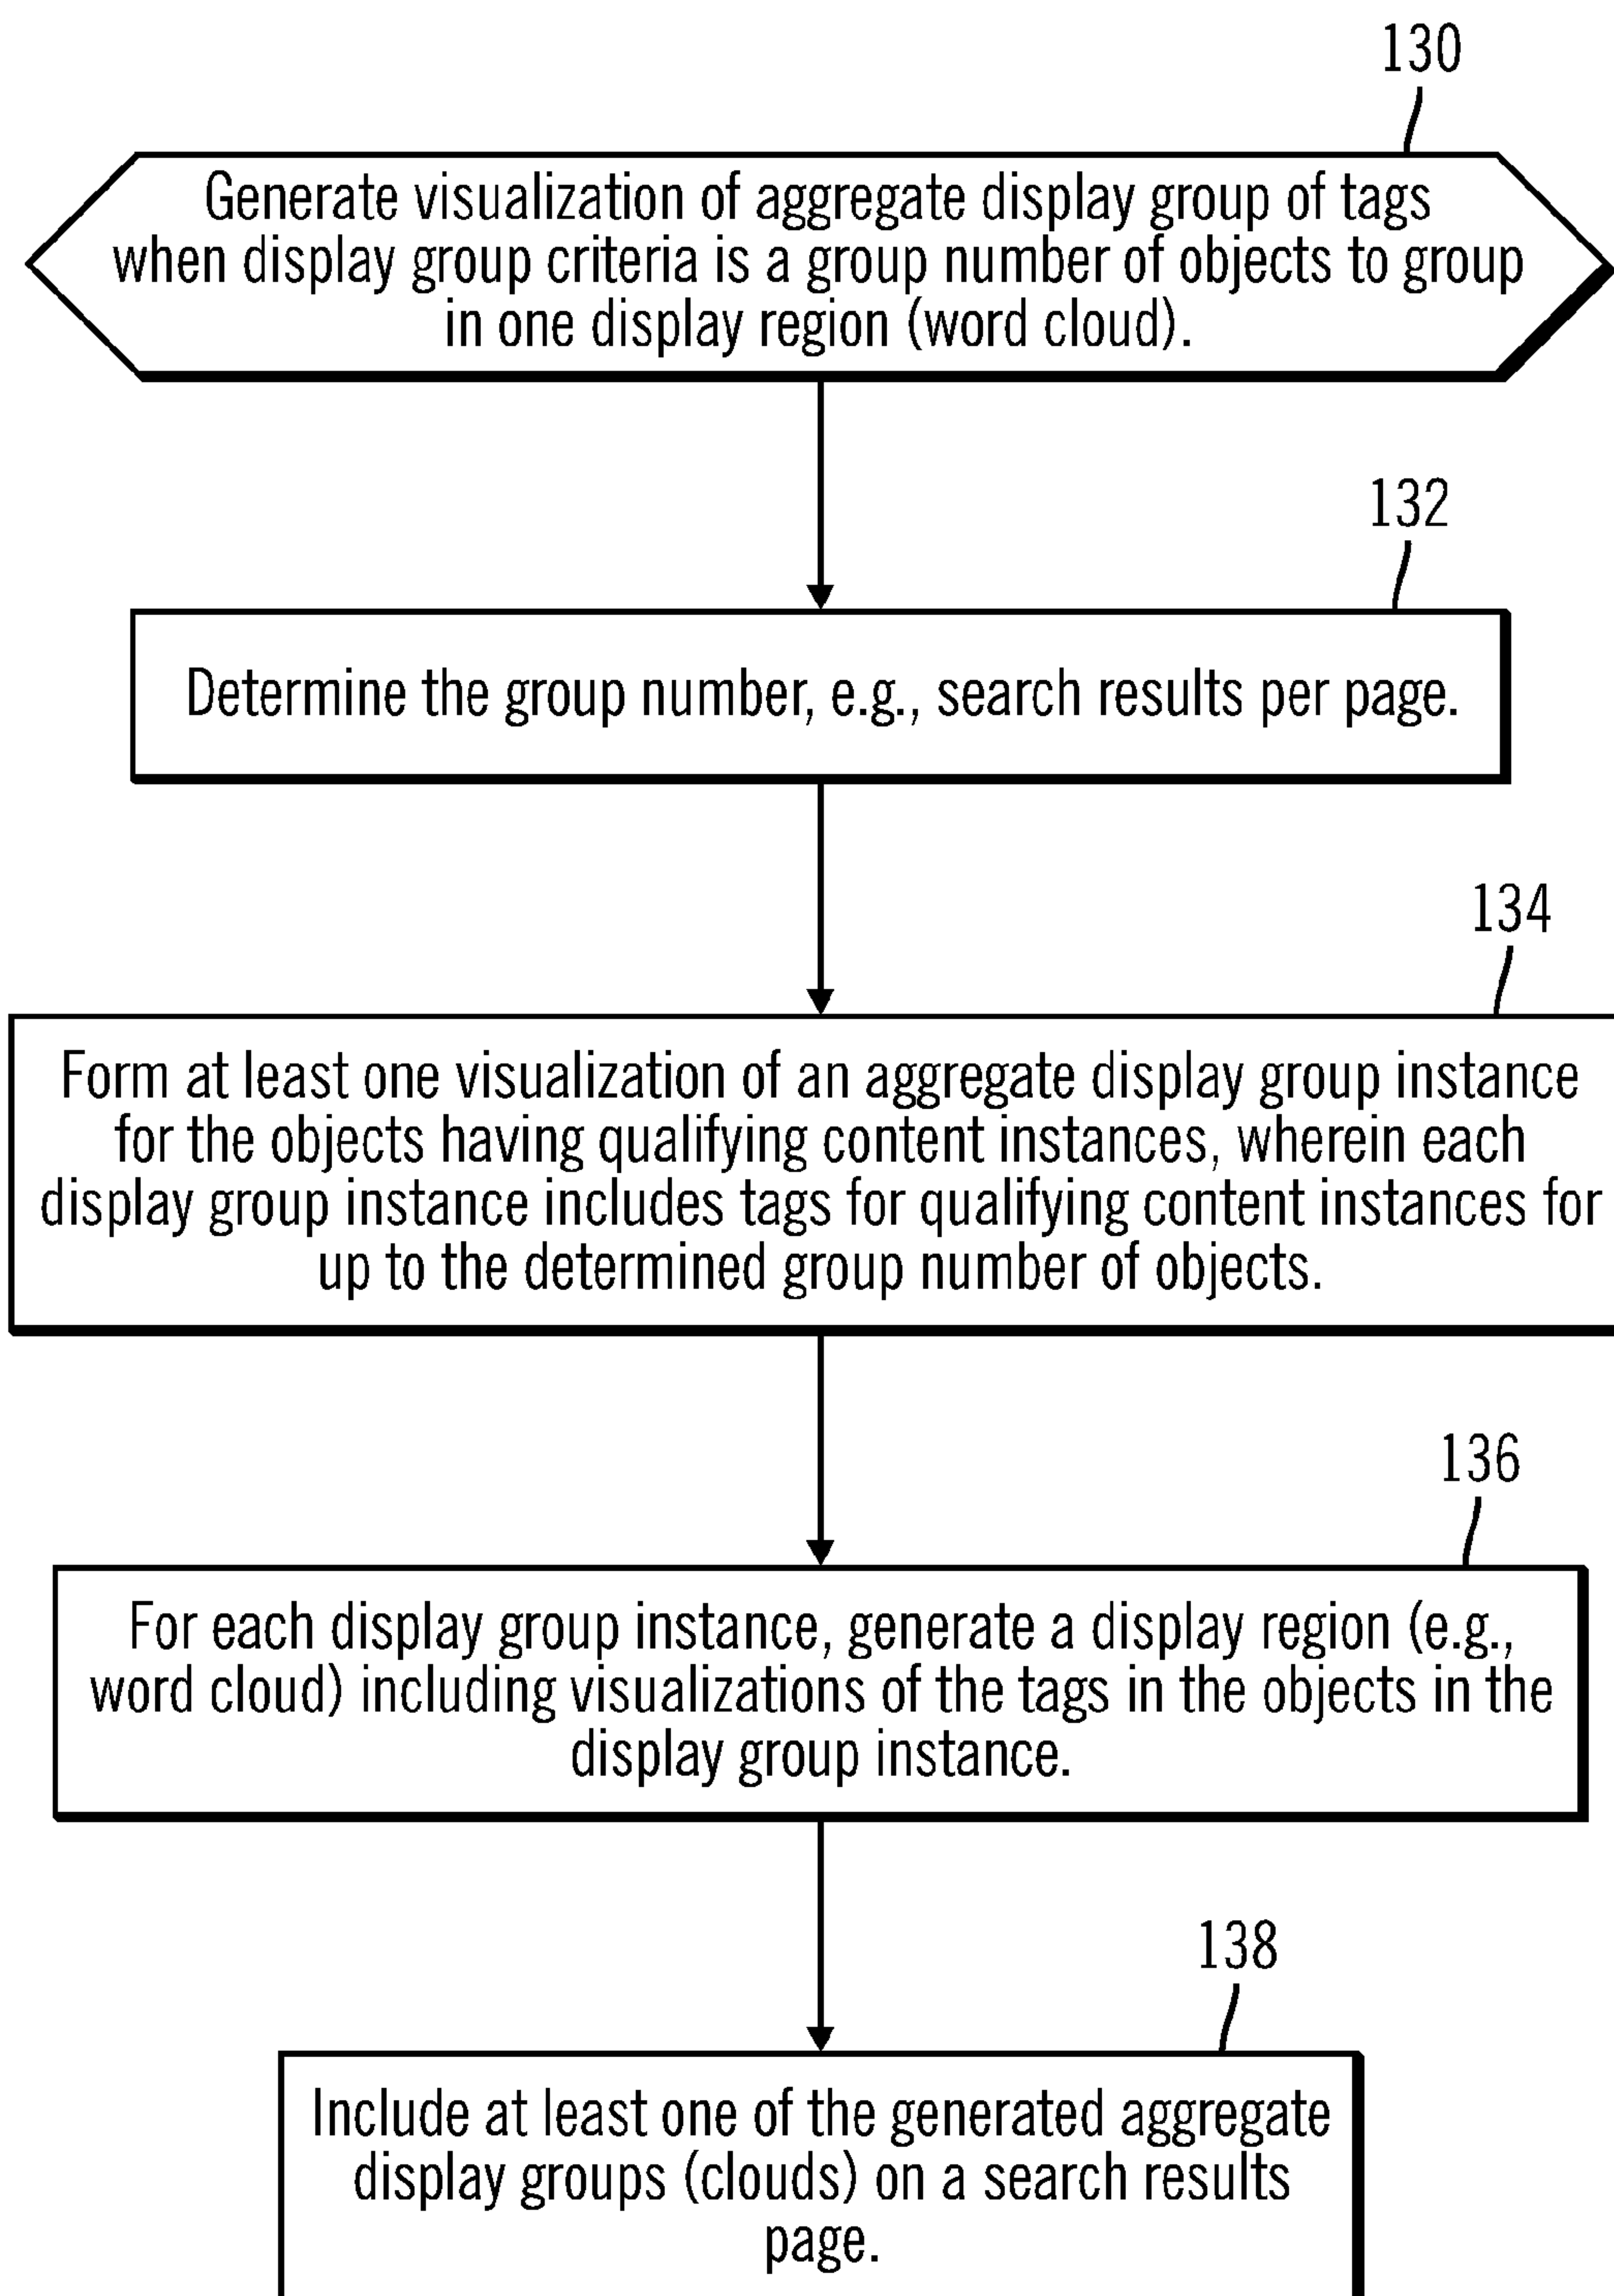 130
Generate visualization of aggregate display group of tags
when display group criteria is a group number of objects to group
in one display region (word cloud).
132
Determine the group number, e.g., search results per page.
134
Form at least one visualization of an aggregate display group instance
for the objects having qualifying content instances, wherein each
display group instance includes tags for qualifying content instances for
up to the determined group number of objects.
136
For each display group instance, generate a display region (e.g.,
word cloud) including visualizations of the tags in the objects in the
display group instance.
138
Include at least one of the generated aggregate
display groups (clouds) on a search results
page.